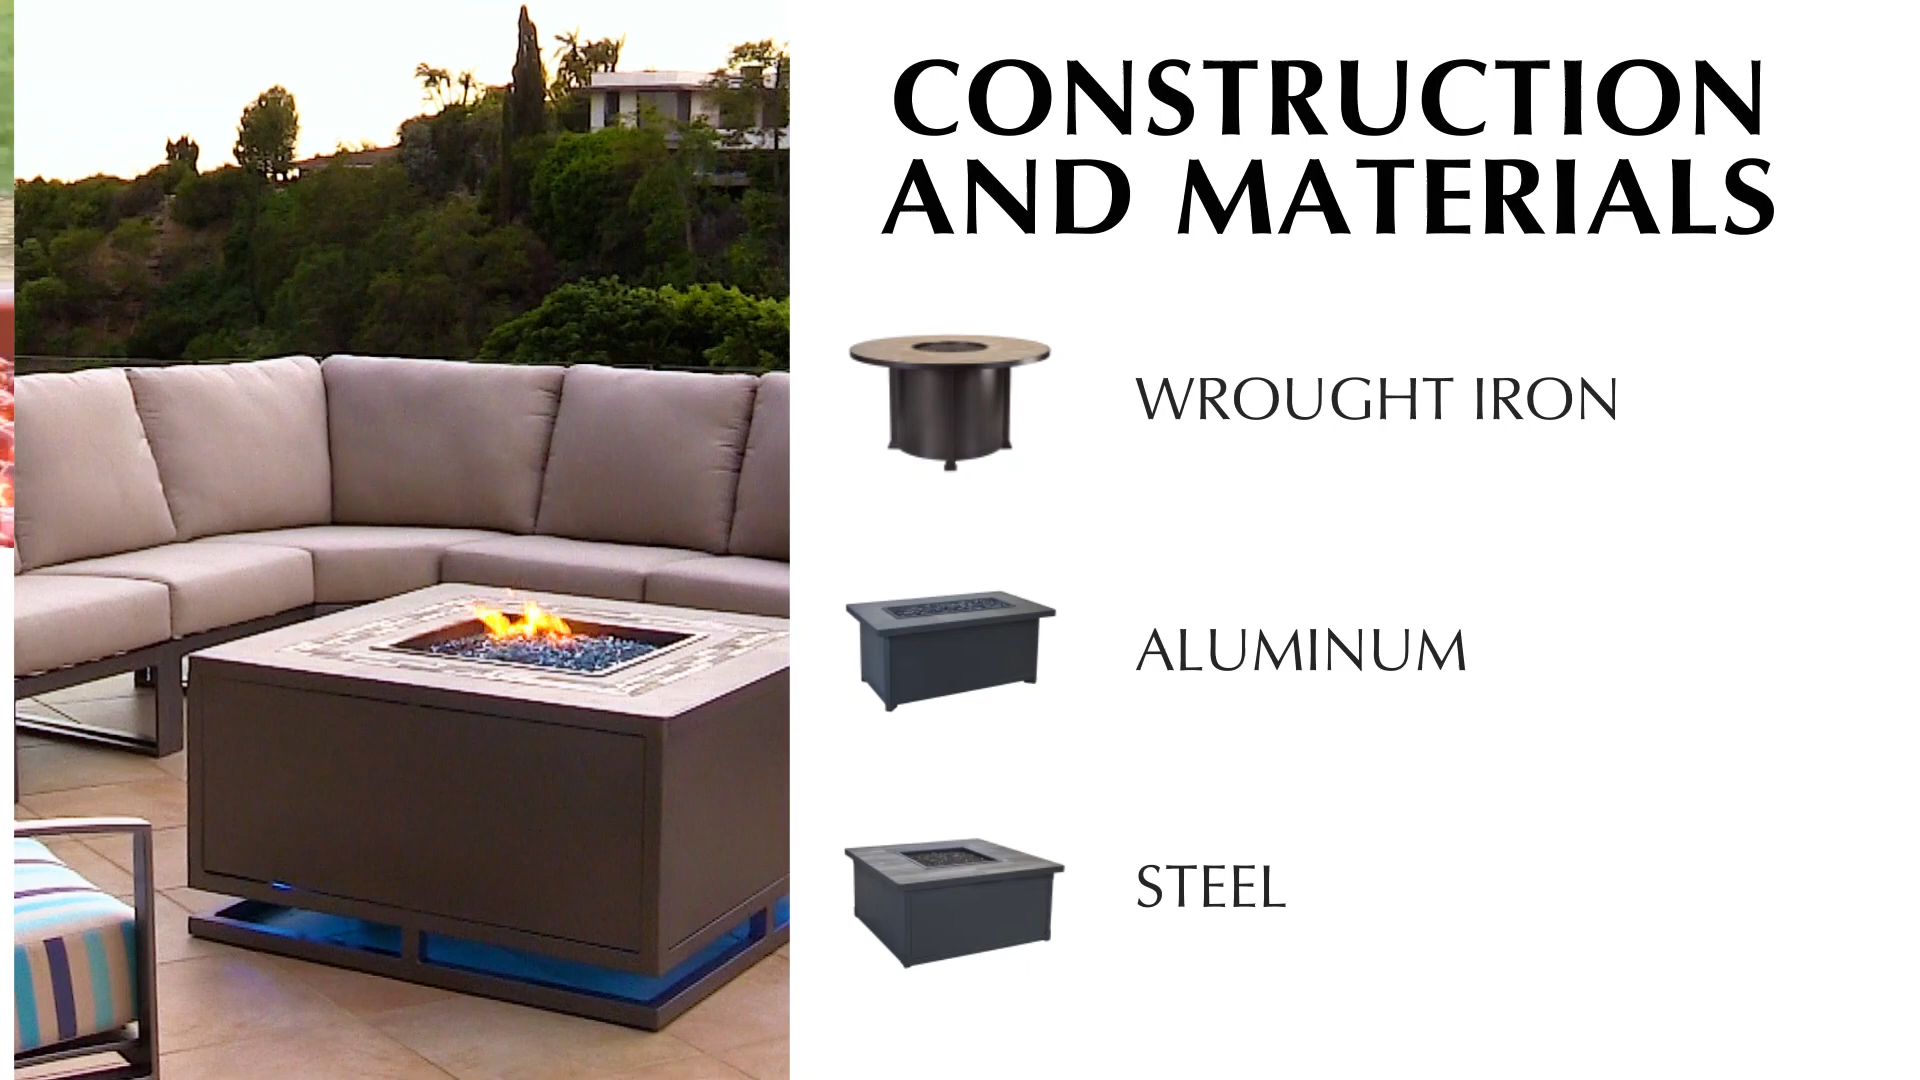 CONSTRUCTION
AND MATERIALS
WROUGHT IRON
ALUMINUM
STEEL